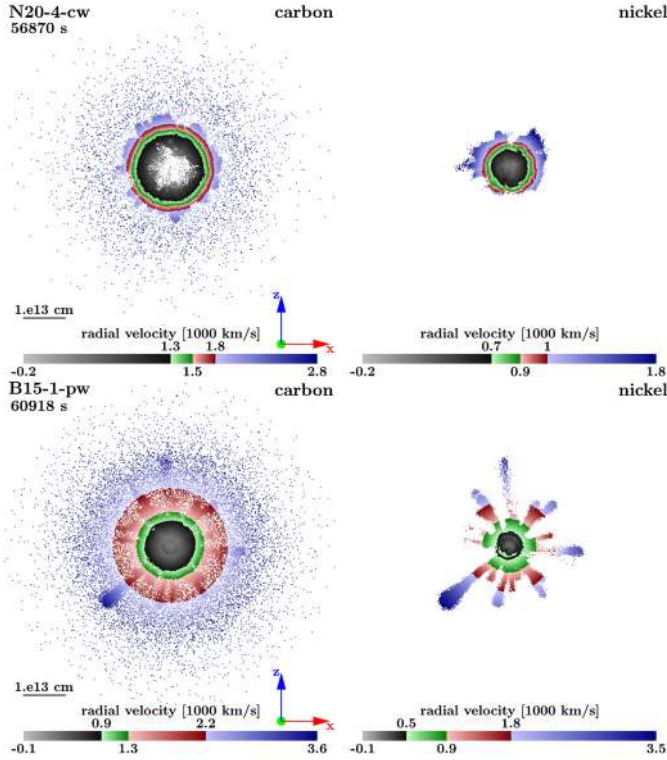 N20-4-cw carbon nickel
56870 s
z
x
1.e13 cm
radial velocity [1000 km/s] radial velocity [1000 km/s]
1.3 1.8 0.7 1
-0.2 1.5 2.8 -0.2 0.9 1.8
B15-1-pw carbon nickel
60918 s
z
x
1.e13 cm
radial velocity [1000 km/s] radial velocity [1000 km/s]
0.9 2.2 0.5 1.8
-0.1 1.3 3.6 -0.1 0.9 3.5